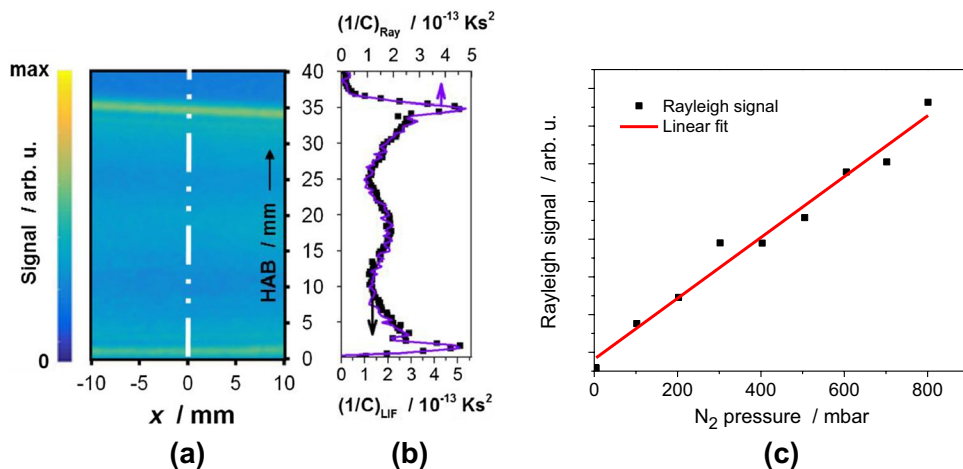 (1/C)Ray / 10⁻¹³ Ks²
0 1 2 3 4 5
max
Signal / arb. u.
0
HAB / mm
40
35
30
25
20
15
10
5
0
-10 -5 0 5 10
x / mm
0 1 2 3 4 5
(1/C)LIF / 10⁻¹³ Ks²
Rayleigh signal / arb. u.
Rayleigh signal
Linear fit
0 200 400 600 800
N₂ pressure / mbar
(a) (b) (c)